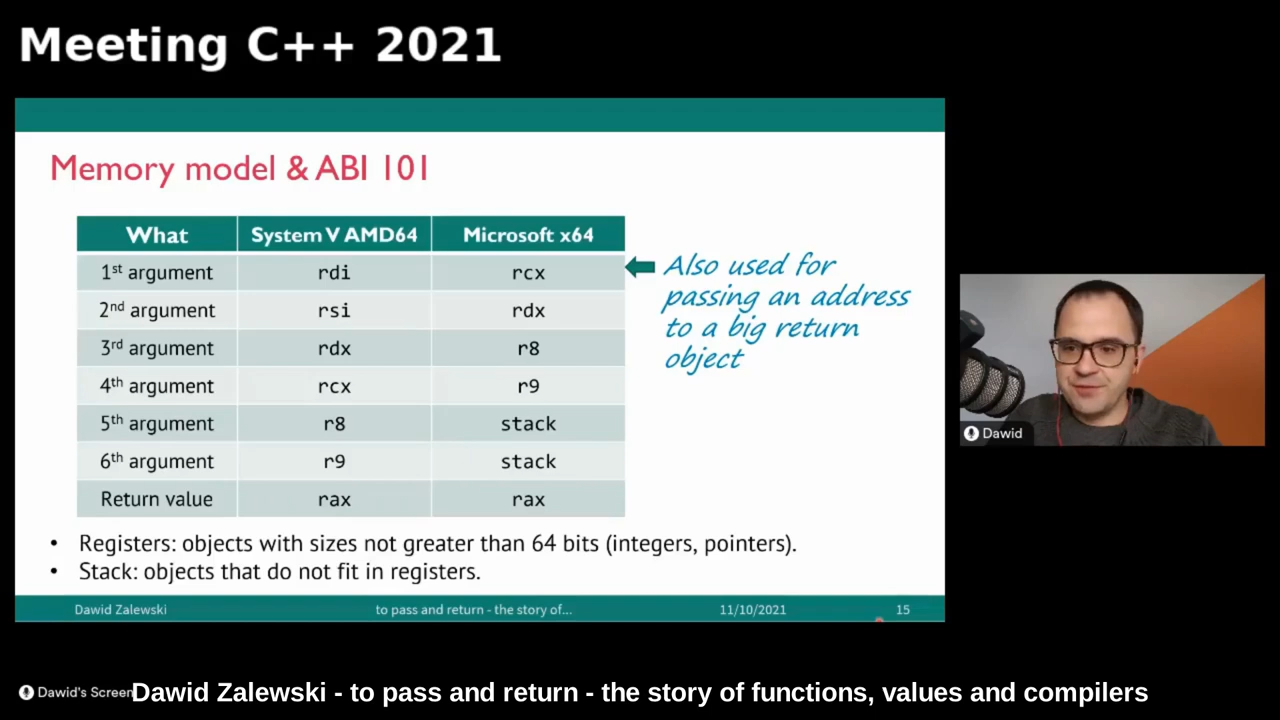 Meeting C++ 2021
Memory model & ABI 101
What System V AMD64 Microsoft x64
1st argument rdi rcx
2nd argument rsi rdx
3rd argument rdx r8
4th argument rcx r9
5th argument r8 stack
6th argument r9 stack
Return value rax rax
Also used for
passing an address
to a big return
object
• Registers: objects with sizes not greater than 64 bits (integers, pointers).
• Stack: objects that do not fit in registers.
Dawid Zalewski to pass and return - the story of... 11/10/2021 15
Dawid
Dawid's Screen
Dawid Zalewski - to pass and return - the story of functions, values and compilers